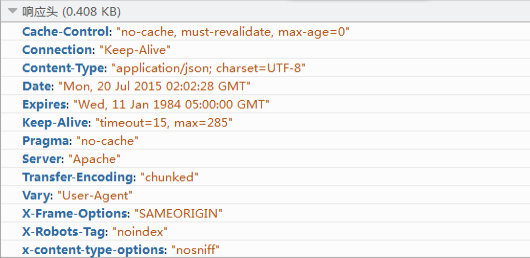 响应头 (0.408 KB)
Cache-Control: "no-cache, must-revalidate, max-age=0"
Connection: "Keep-Alive"
Content-Type: "application/json; charset=UTF-8"
Date: "Mon, 20 Jul 2015 02:02:28 GMT"
Expires: "Wed, 11 Jan 1984 05:00:00 GMT"
Keep-Alive: "timeout=15, max=285"
Pragma: "no-cache"
Server: "Apache"
Transfer-Encoding: "chunked"
Vary: "User-Agent"
X-Frame-Options: "SAMEORIGIN"
X-Robots-Tag: "noindex"
x-content-type-options: "nosniff"